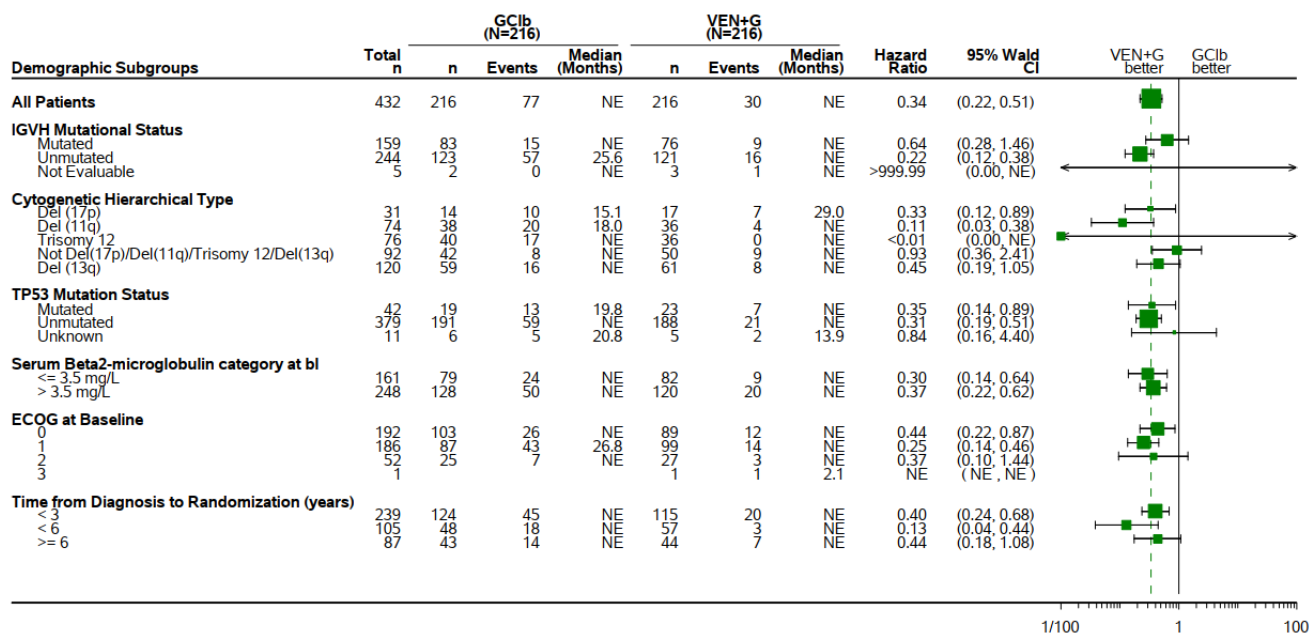 GClb VEN+G
(N=216) (N=216)
Total Median Median Hazard 95% Wald VEN+G GClb
Demographic Subgroups n n Events (Months) n Events (Months) Ratio CI better better
All Patients 432 216 77 NE 216 30 NE 0.34 (0.22, 0.51)
IGVH Mutational Status
Mutated 159 83 15 NE 76 9 NE 0.64 (0.28, 1.46)
Unmutated 244 123 57 25.6 121 16 NE 0.22 (0.12, 0.38)
Not Evaluable 5 2 0 NE 3 1 NE >999.99 (0.00, NE)
Cytogenetic Hierarchical Type
Del (17p) 31 14 10 15.1 17 7 29.0 0.33 (0.12, 0.89)
Del (11q) 74 38 20 18.0 36 4 NE 0.11 (0.03, 0.38)
Trisomy 12 76 40 17 NE 36 0 NE <0.01 (0.00, NE)
Not Del(17p)/Del(11q)/Trisomy 12/Del(13q) 92 42 8 NE 50 9 NE 0.93 (0.36, 2.41)
Del (13q) 120 59 16 NE 61 8 NE 0.45 (0.19, 1.05)
TP53 Mutation Status
Mutated 42 19 13 19.8 23 7 NE 0.35 (0.14, 0.89)
Unmutated 379 191 59 NE 188 21 NE 0.31 (0.19, 0.51)
Unknown 11 6 5 20.8 5 2 13.9 0.84 (0.16, 4.40)
Serum Beta2-microglobulin category at bl
<= 3.5 mg/L 161 79 24 NE 82 9 NE 0.30 (0.14, 0.64)
> 3.5 mg/L 248 128 50 NE 120 20 NE 0.37 (0.22, 0.62)
ECOG at Baseline
0 192 103 26 NE 89 12 NE 0.44 (0.22, 0.87)
1 186 87 43 26.8 99 14 NE 0.25 (0.14, 0.46)
2 52 25 7 NE 27 3 NE 0.37 (0.10, 1.44)
3 1 1 1 2.1 NE ( NE , NE )
Time from Diagnosis to Randomization (years)
< 3 239 124 45 NE 115 20 NE 0.40 (0.24, 0.68)
< 6 105 48 18 NE 57 3 NE 0.13 (0.04, 0.44)
>= 6 87 43 14 NE 44 7 NE 0.44 (0.18, 1.08)
1/100 1 100